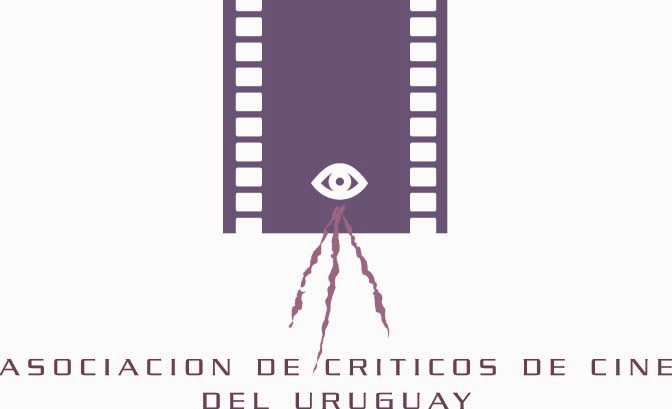 ASOCIACION DE CRITICOS DE CINE
DEL URUGUAY